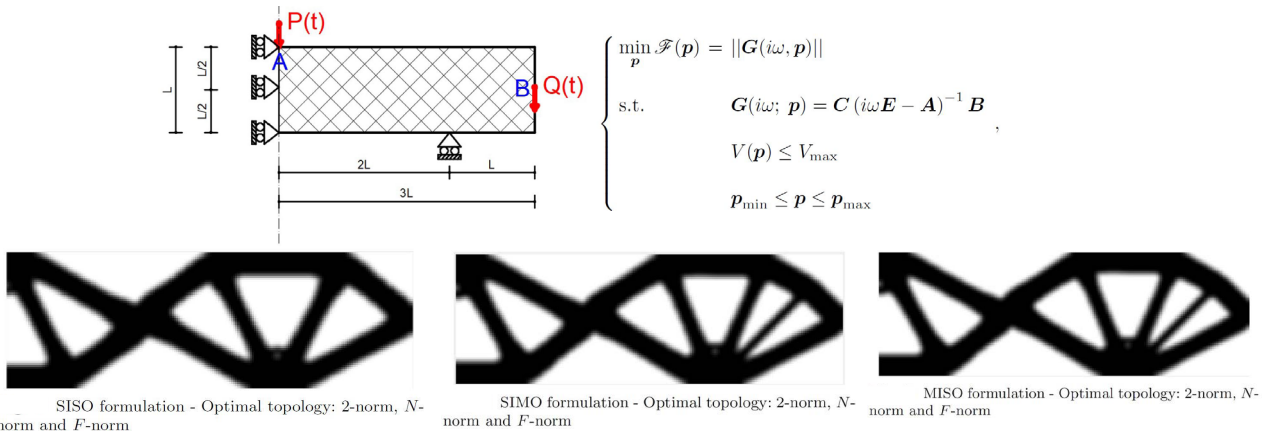 P(t)
A
B
Q(t)
L
L/2
L/2
2L
L
3L
min 𝓕(p) = ||G(iω, p)||
p
s.t. G(iω; p) = C (iωE − A)⁻¹ B
,
V(p) ≤ Vmax
pmin ≤ p ≤ pmax
SISO formulation - Optimal topology: 2-norm, N-
norm and F-norm
SIMO formulation - Optimal topology: 2-norm, N-
norm and F-norm
MISO formulation - Optimal topology: 2-norm, N-
norm and F-norm